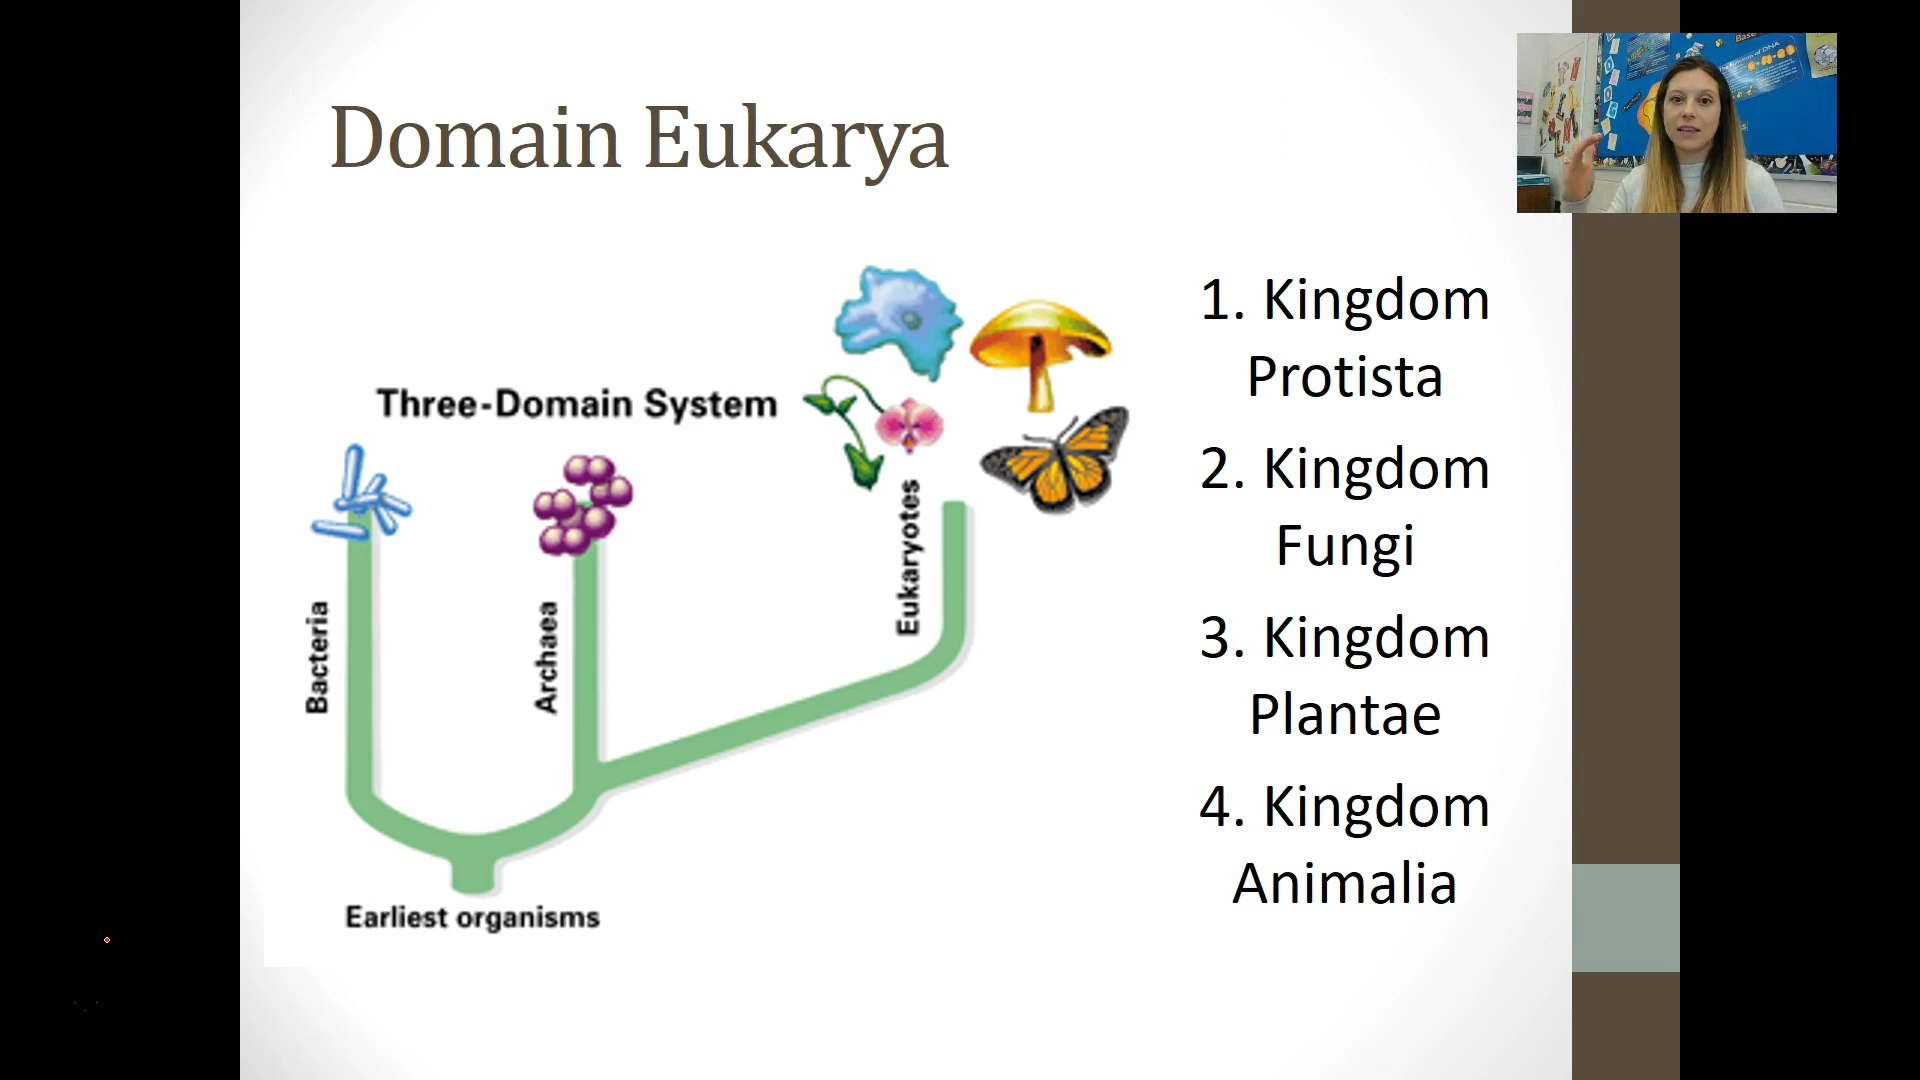 Domain Eukarya
Three-Domain System
Bacteria
Archaea
Eukaryotes
Earliest organisms
1. Kingdom
Protista
2. Kingdom
Fungi
3. Kingdom
Plantae
4. Kingdom
Animalia